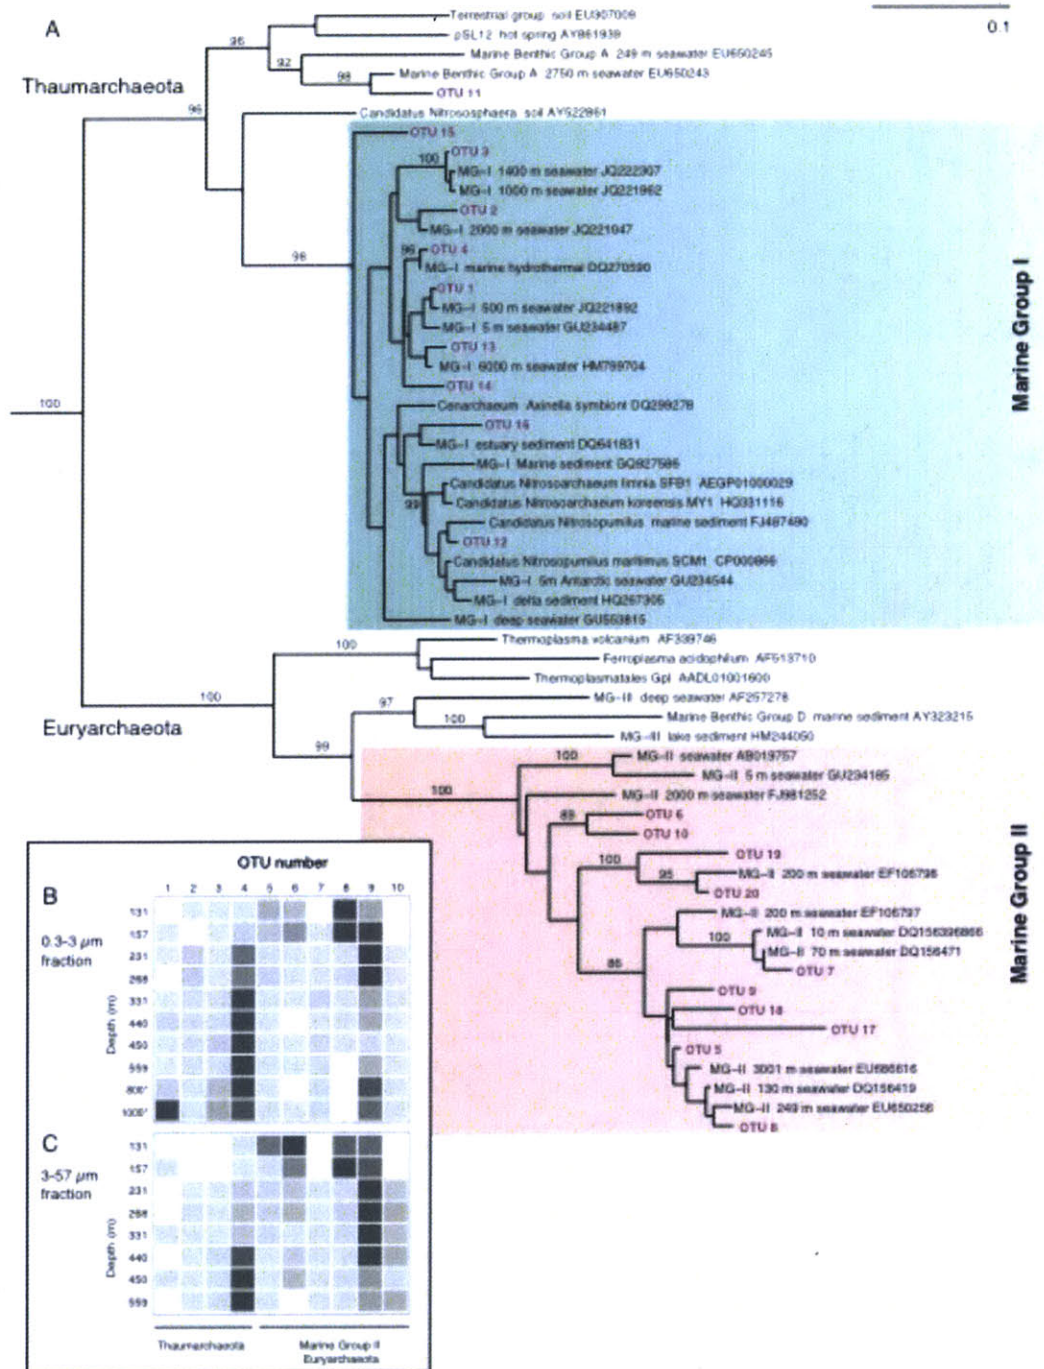 A
0.1
Thaumarchaeota
Terrestrial group soil EU307009
pSL12 hot spring AY861939
Marine Benthic Group A 249 m seawater EU650245
Marine Benthic Group A 2750 m seawater EU650243
OTU 11
Candidatus Nitrososphaera soil AY522861
96
92
98
96
98
100
Marine Group I
OTU 15
100
OTU 3
MG-I 1400 m seawater JQ222307
MG-I 1000 m seawater JQ221962
OTU 2
MG-I 2000 m seawater JQ221047
OTU 4
MG-I marine hydrothermal DQ270590
OTU 1
MG-I 500 m seawater JQ221892
MG-I 5 m seawater GU234487
OTU 13
MG-I 6000 m seawater HM799704
OTU 14
Cenarchaeum Axinella symbiont DQ299278
OTU 16
MG-I estuary sediment DQ641831
MG-I Marine sediment
Candidatus Nitrosoarchaeum limnia SFB1 AEGP01000029
Candidatus Nitrosoarchaeum koreensis MY1 HQ331116
99
Candidatus Nitrosopumilus marine sediment FJ487480
OTU 12
Candidatus Nitrosopumilus maritimus SCM1
MG-I 5m Antarctic seawater GU234544
MG-I delta sediment HQ267306
MG-I deep seawater
Euryarchaeota
100
100
Thermoplasma volcanium AF339746
Ferroplasma acidophilum AF513710
Thermoplasmatales Gpl AADL01001600
97
MG-III deep seawater AF257278
100
Marine Benthic Group D marine sediment AY323215
MG-III lake sediment HM244090
99
Marine Group II
100
100
MG-II seawater AB019757
MG-II 5 m seawater GU234185
MG-II 2000 m seawater FJ981252
89
OTU 6
OTU 10
100
OTU 19
95
MG-II 200 m seawater EF106796
OTU 20
MG-II 200 m seawater EF106797
100
MG-II 10 m seawater
MG-II 70 m seawater DQ156471
OTU 7
OTU 9
OTU 18
OTU 17
OTU 5
MG-II 3001 m seawater EU686616
MG-II 130 m seawater DQ156419
MG-II 249 m seawater EU650256
OTU 8
OTU number
1 2 3 4 5 6 7 8 9 10
B
0.3-3 µm
fraction
Depth (m)
131
157
231
268
331
440
450
559
800*
1000*
C
3-57 µm
fraction
Depth (m)
131
157
231
268
331
440
450
559
Thaumarchaeota
Marine Group II
Euryarchaeota